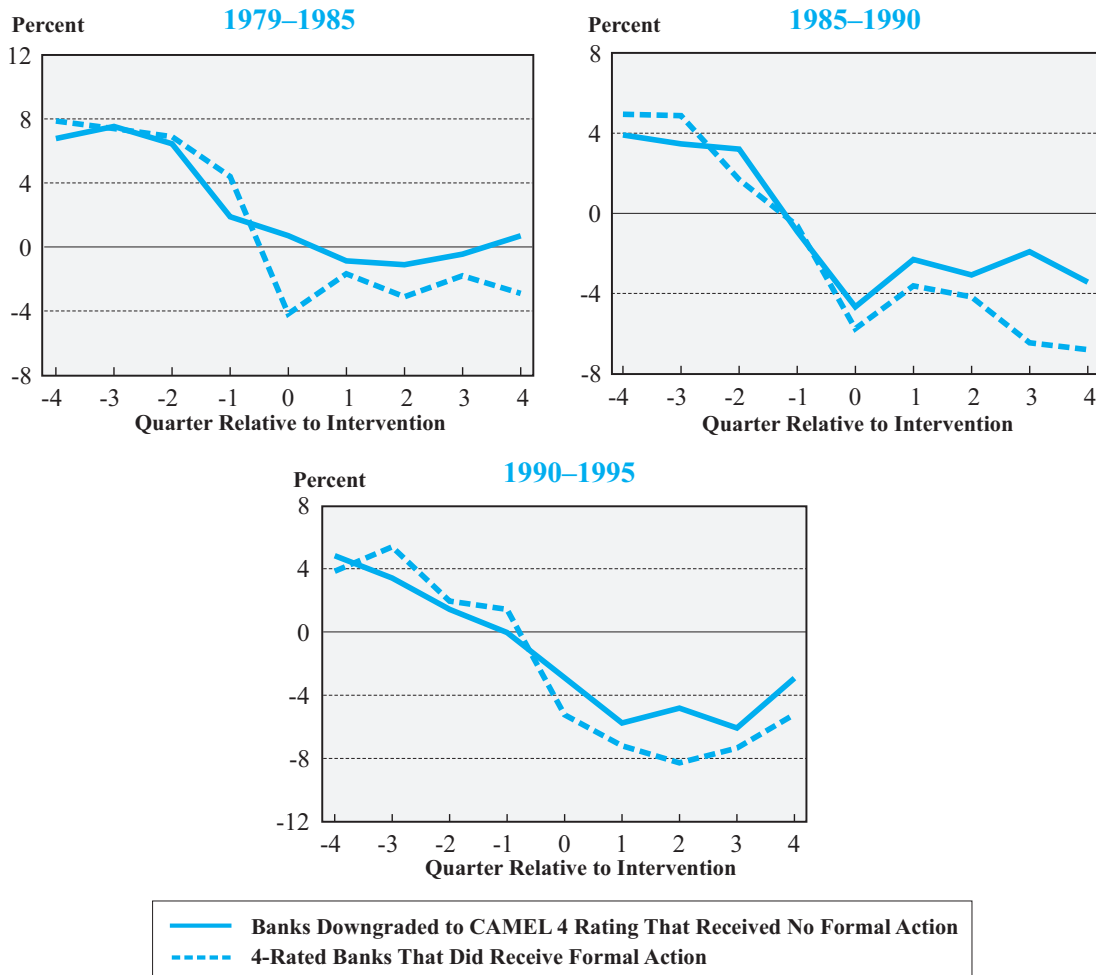 1979–1985
Percent
12
8
4
0
-4
-8
-4 -3 -2 -1 0 1 2 3 4
Quarter Relative to Intervention
1985–1990
Percent
8
4
0
-4
-8
-4 -3 -2 -1 0 1 2 3 4
Quarter Relative to Intervention
1990–1995
Percent
8
4
0
-4
-8
-12
-4 -3 -2 -1 0 1 2 3 4
Quarter Relative to Intervention
Banks Downgraded to CAMEL 4 Rating That Received No Formal Action
4-Rated Banks That Did Receive Formal Action